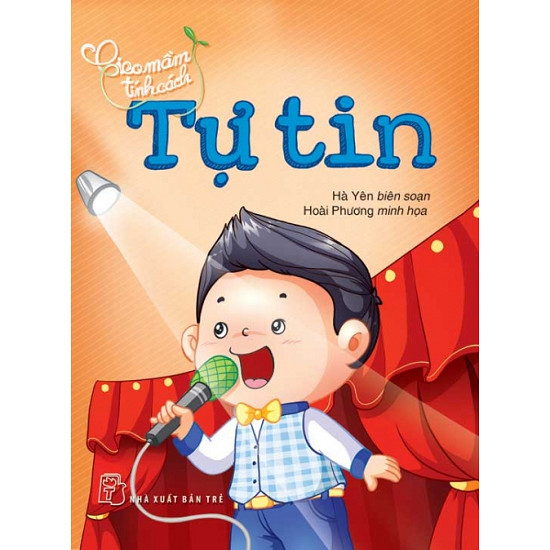 Gieo mầm
tính cách
Tự tin
Hà Yên biên soạn
Hoài Phương minh họa
NHÀ XUẤT BẢN TRẺ